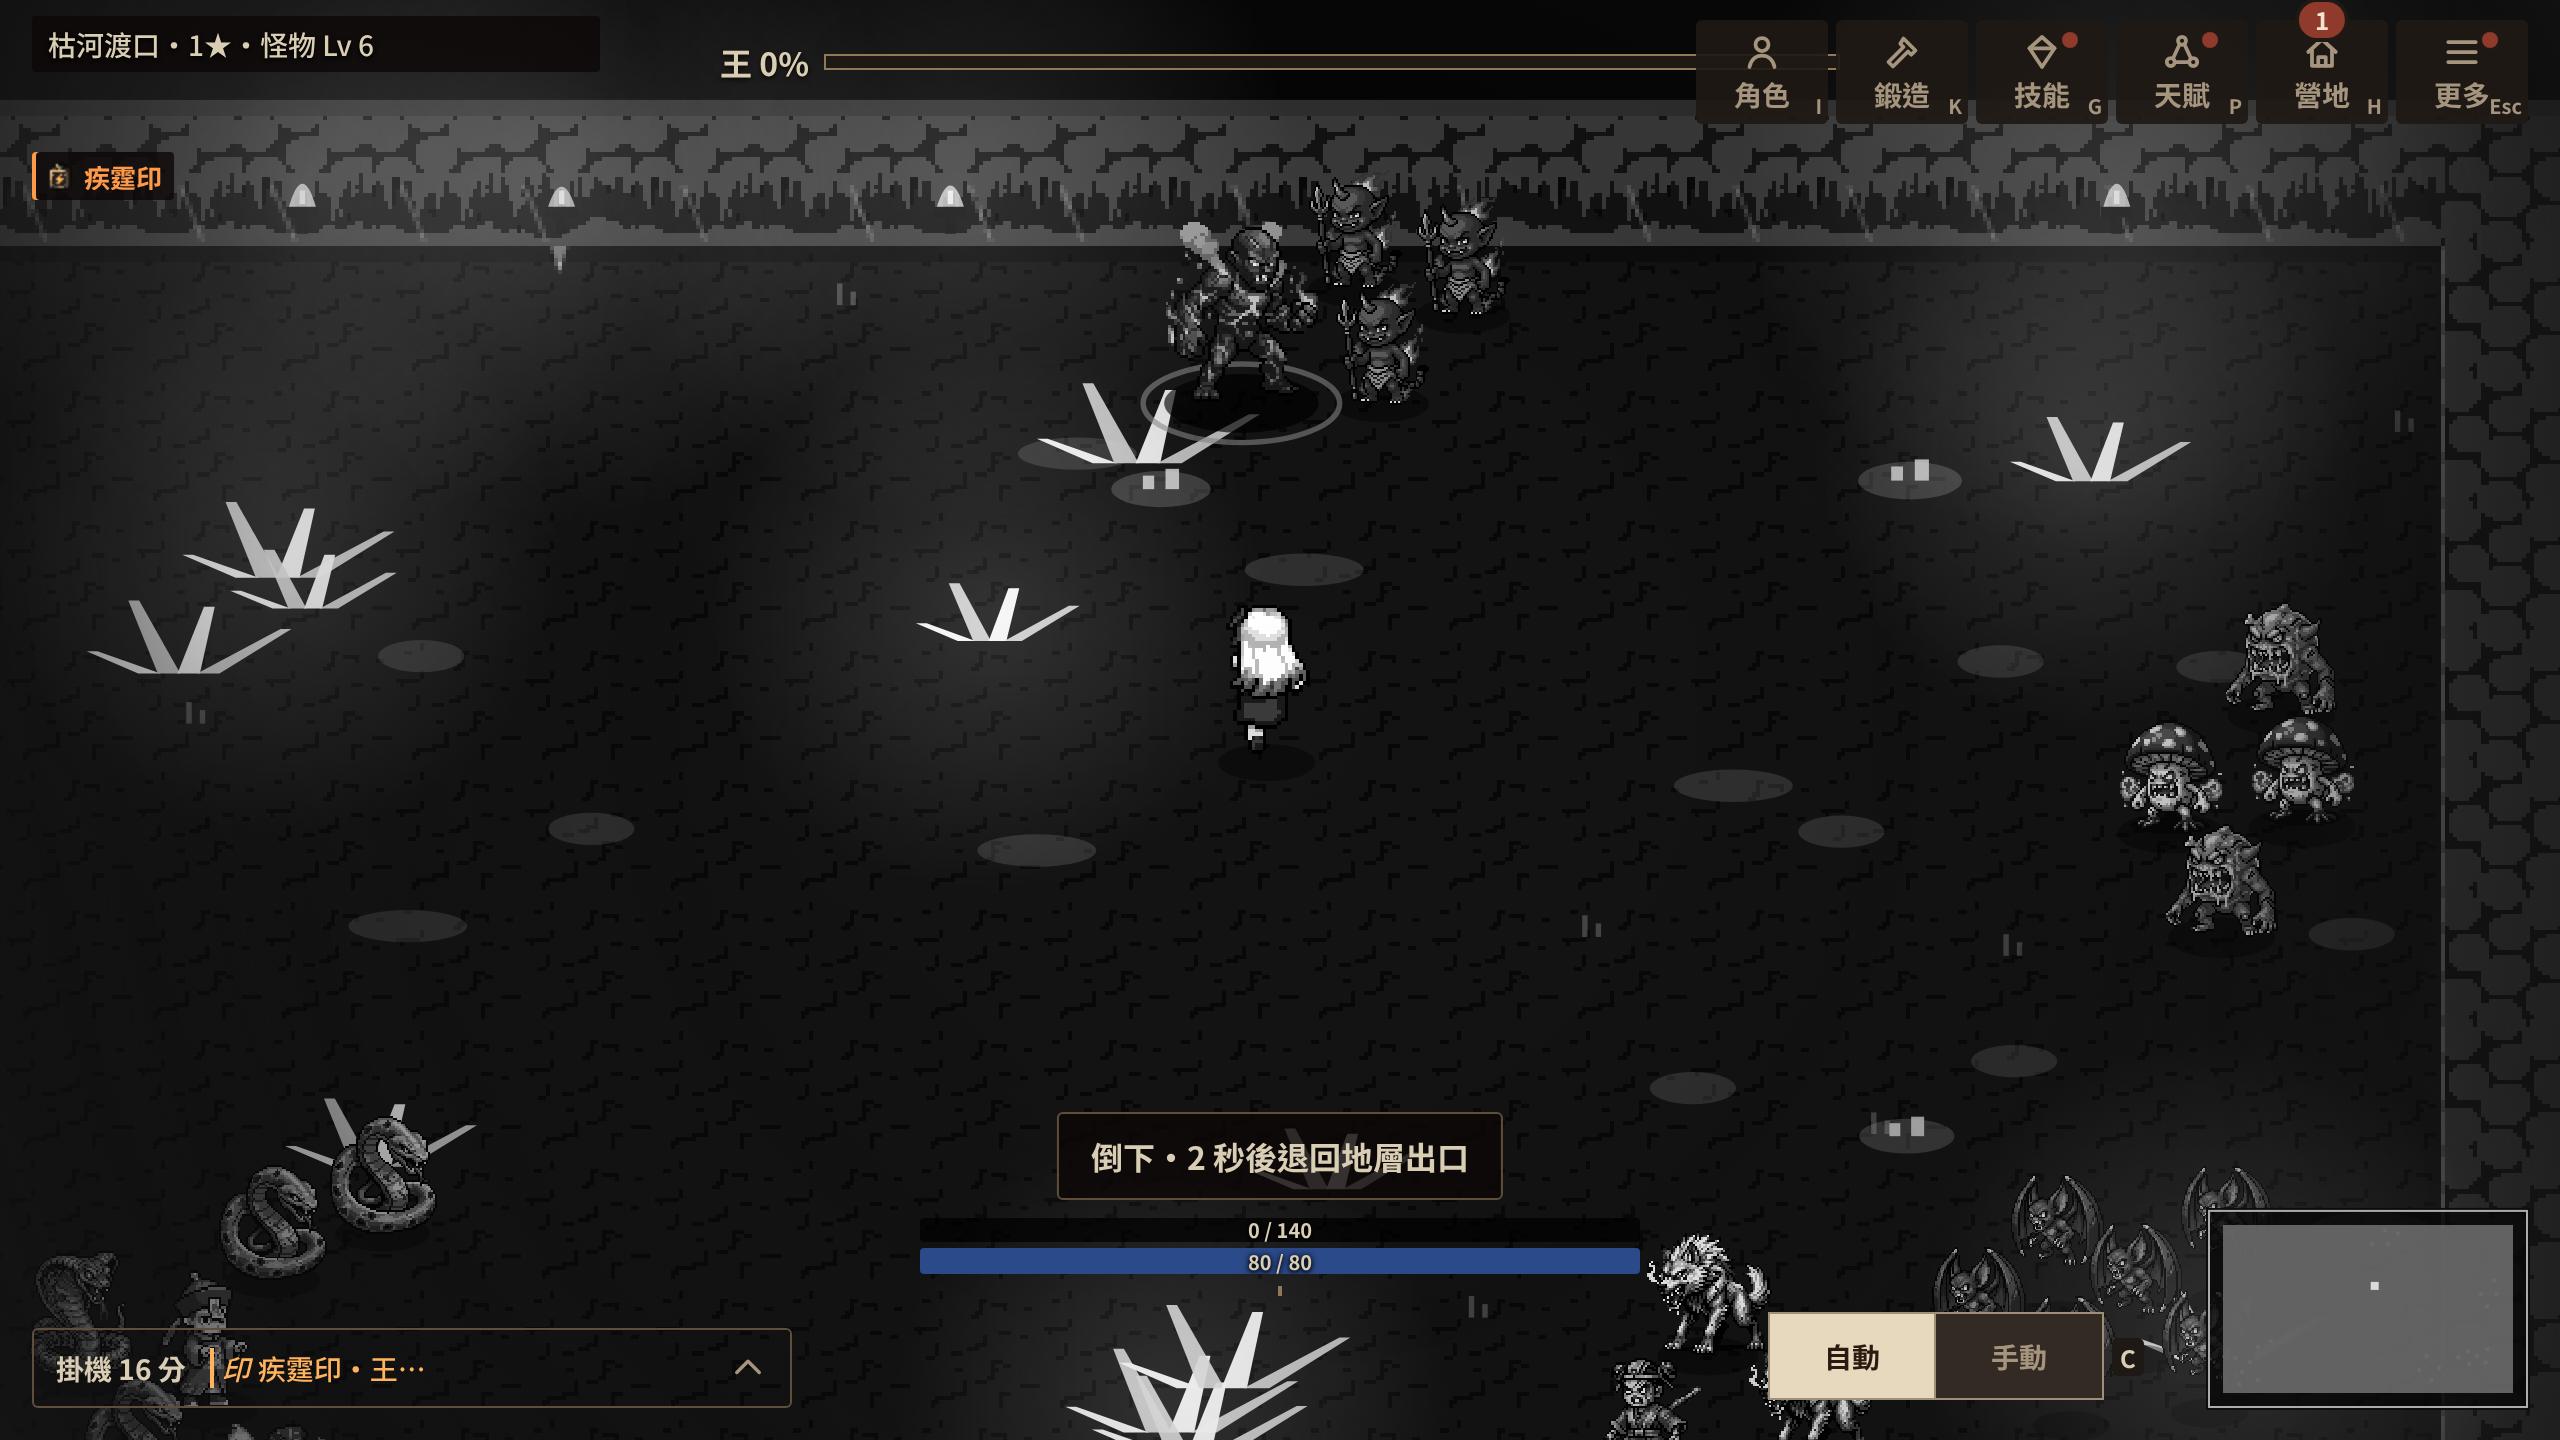 枯河渡口・1★・怪物 Lv 6
王 0%
角色 I
鍛造 K
技能 G
天賦 P
1
營地 H
更多 Esc
疾霆印
倒下・2 秒後退回地層出口
0 / 140
80 / 80
掛機 16 分 印 疾霆印・王…
自動
手動
C